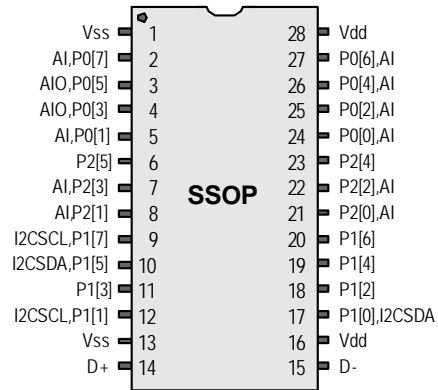 Vss 1 28 Vdd
AI,P0[7] 2 27 P0[6],AI
AIO,P0[5] 3 26 P0[4],AI
AIO,P0[3] 4 25 P0[2],AI
AI,P0[1] 5 24 P0[0],AI
P2[5] 6 23 P2[4]
AI,P2[3] 7 SSOP 22 P2[2],AI
AI,P2[1] 8 21 P2[0],AI
I2CSCL,P1[7] 9 20 P1[6]
I2CSDA,P1[5] 10 19 P1[4]
P1[3] 11 18 P1[2]
I2CSCL,P1[1] 12 17 P1[0],I2CSDA
Vss 13 16 Vdd
D+ 14 15 D-